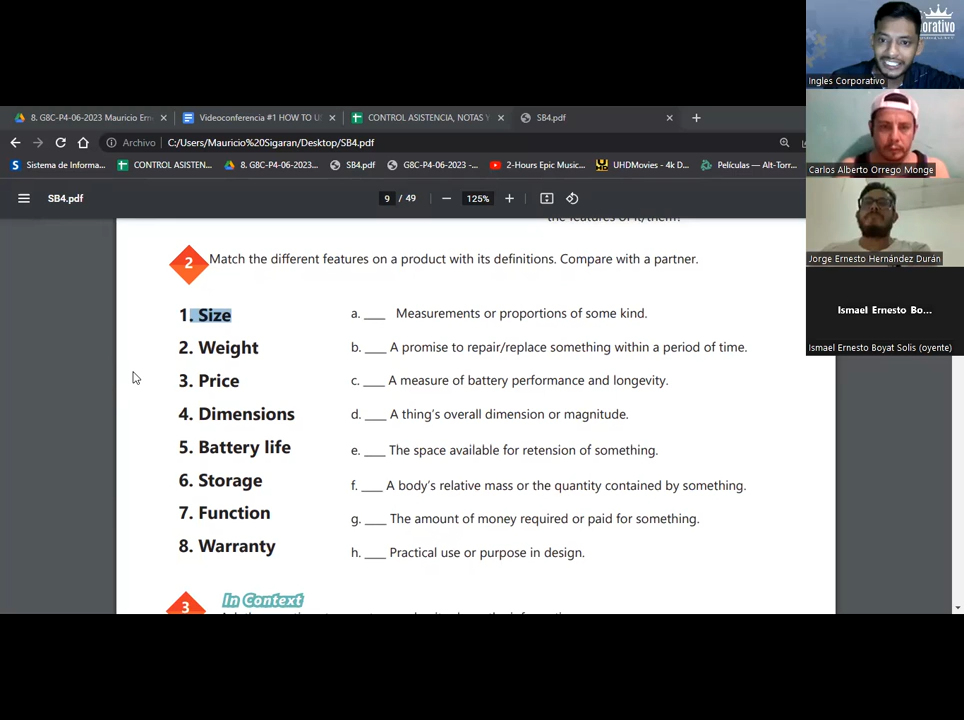 orativo
Ingles Corporativo
Carlos Alberto Orrego Monge
Jorge Ernesto Hernández Durán
Ismael Ernesto Bo...
Ismael Ernesto Boyat Solis (oyente)
8. G8C-P4-06-2023 Mauricio Ern
Videoconferencia #1 HOW TO U
CONTROL ASISTENCIA, NOTAS Y
SB4.pdf
Archivo
C:/Users/Mauricio%20Sigaran/Desktop/SB4.pdf
Sistema de Informa...
CONTROL ASISTEN...
8. G8C-P4-06-2023...
SB4.pdf
G8C-P4-06-2023 -...
2-Hours Epic Music...
UHDMovies - 4k D...
Películas — Alt-Torr...
SB4.pdf
9 / 49
125%
the features of it/them?
2 Match the different features on a product with its definitions. Compare with a partner.
1. Size
2. Weight
3. Price
4. Dimensions
5. Battery life
6. Storage
7. Function
8. Warranty
a. ___ Measurements or proportions of some kind.
b. ___ A promise to repair/replace something within a period of time.
c. ___ A measure of battery performance and longevity.
d. ___ A thing's overall dimension or magnitude.
e. ___ The space available for retention of something.
f. ___ A body's relative mass or the quantity contained by something.
g. ___ The amount of money required or paid for something.
h. ___ Practical use or purpose in design.
3 In Context